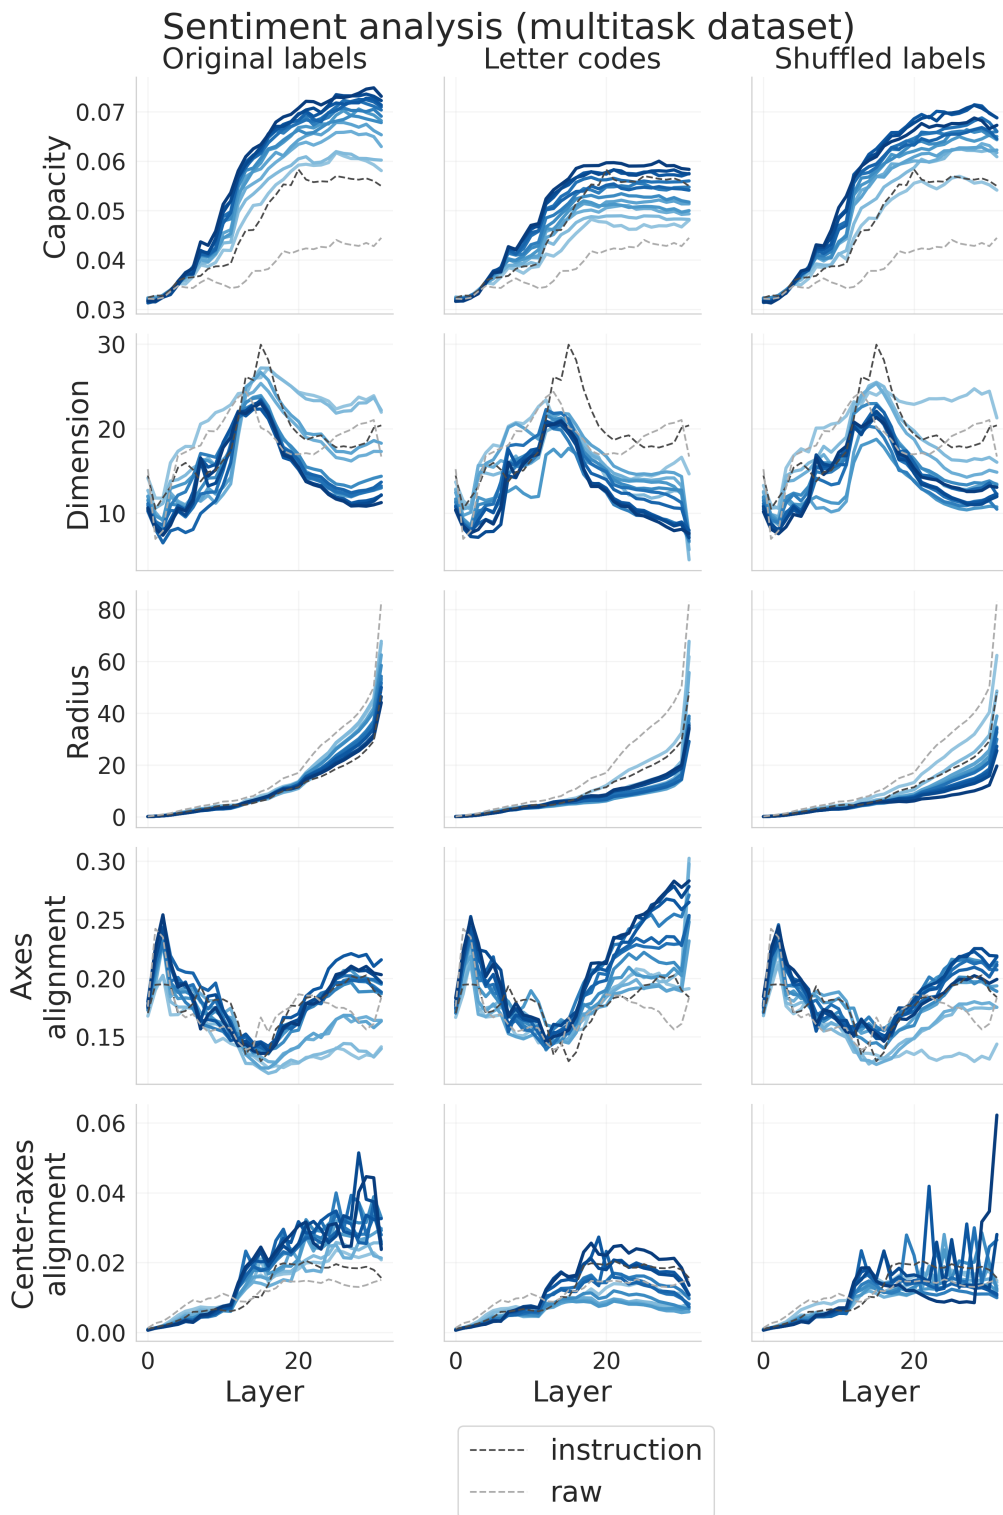 Sentiment analysis (multitask dataset)
Original labels
Letter codes
Shuffled labels
Capacity
0.07
0.06
0.05
0.04
0.03
Dimension
30
20
10
Radius
80
60
40
20
0
Axes
alignment
0.30
0.25
0.20
0.15
Center-axes
alignment
0.06
0.04
0.02
0.00
0 20
0 20
0 20
Layer
Layer
Layer
instruction
raw